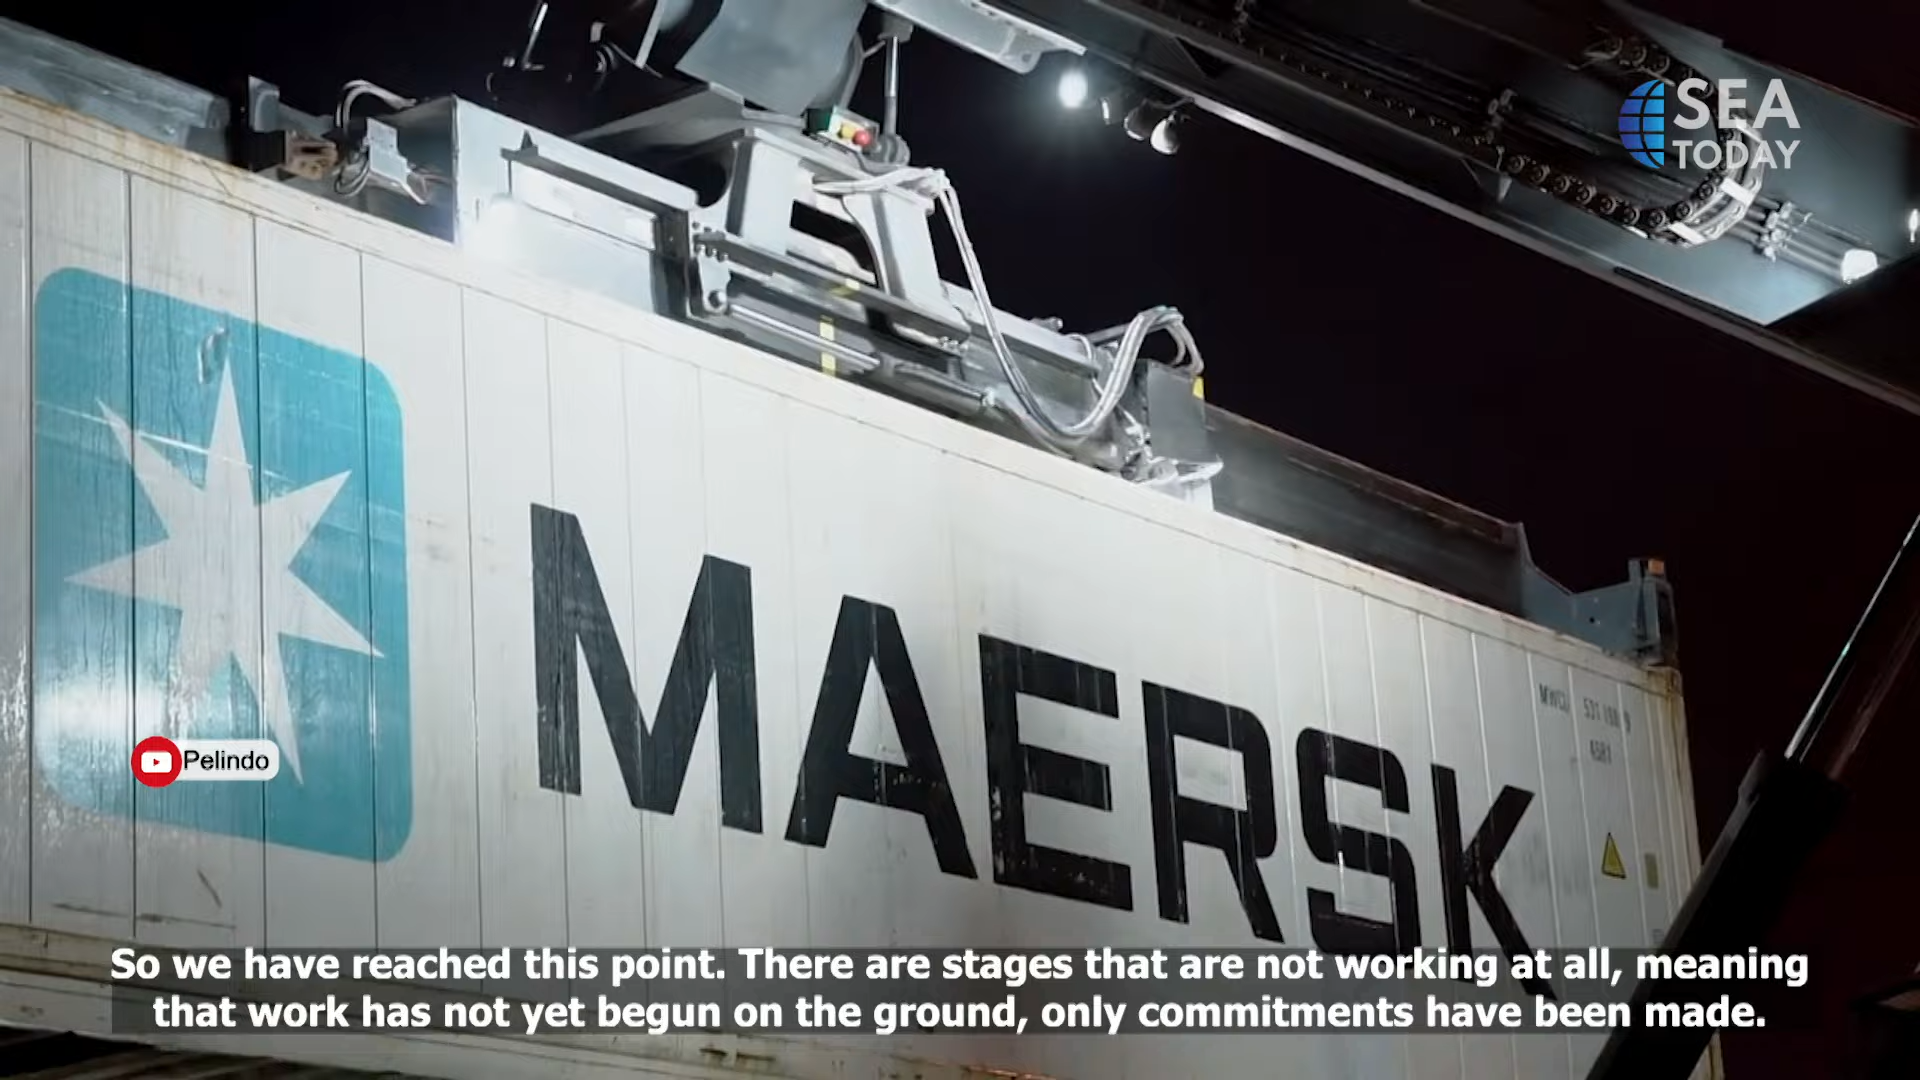 SEA
TODAY
MAERSK
4581
Pelindo
So we have reached this point. There are stages that are not working at all, meaning
that work has not yet begun on the ground, only commitments have been made.